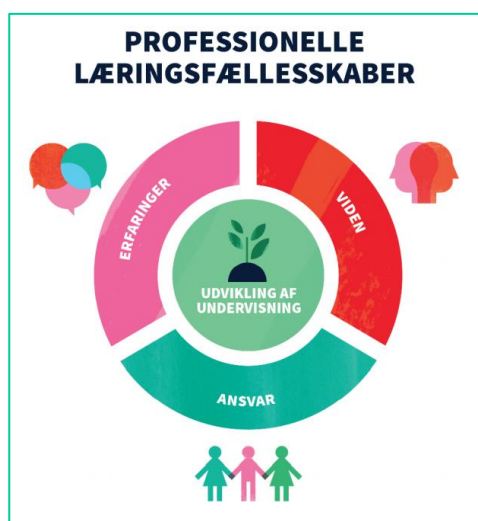 PROFESSIONELLE
LÆRINGSFÆLLESSKABER
ERFARINGER
VIDEN
UDVIKLING AF
UNDERVISNING
ANSVAR